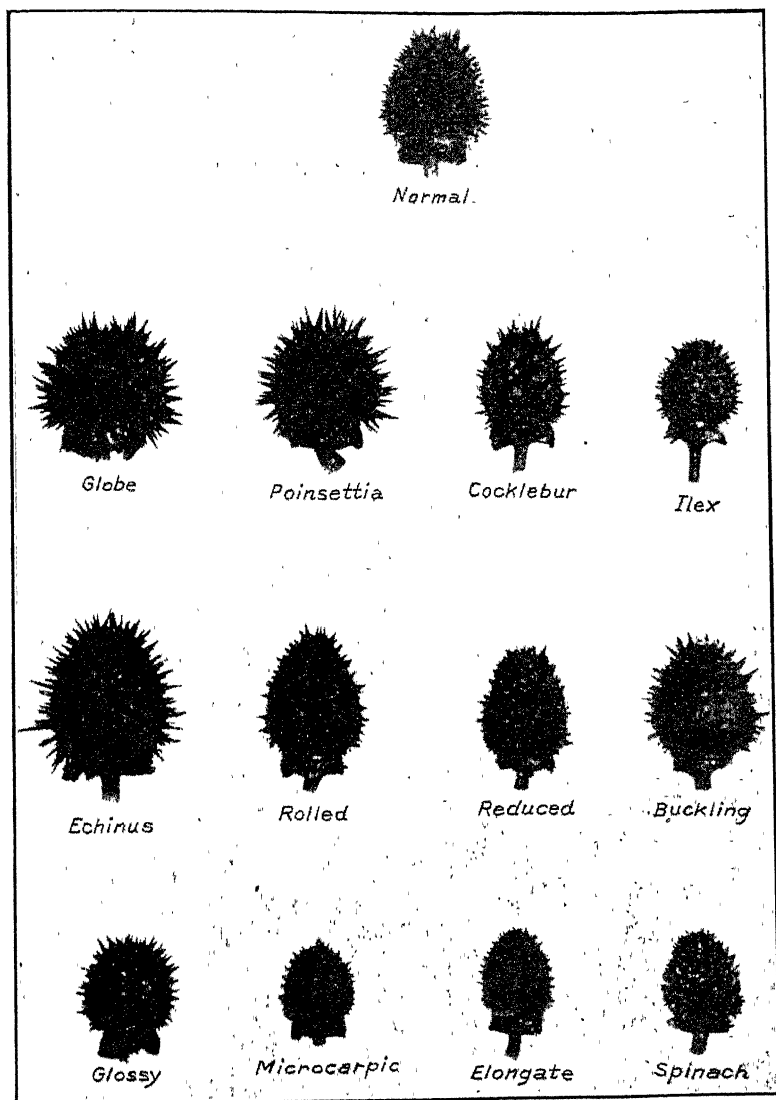 Normal.
Globe
Poinsettia
Cocklebur
Ilex
Echinus
Rolled
Reduced
Buckling
Glossy
Microcarpic
Elongate
Spinach